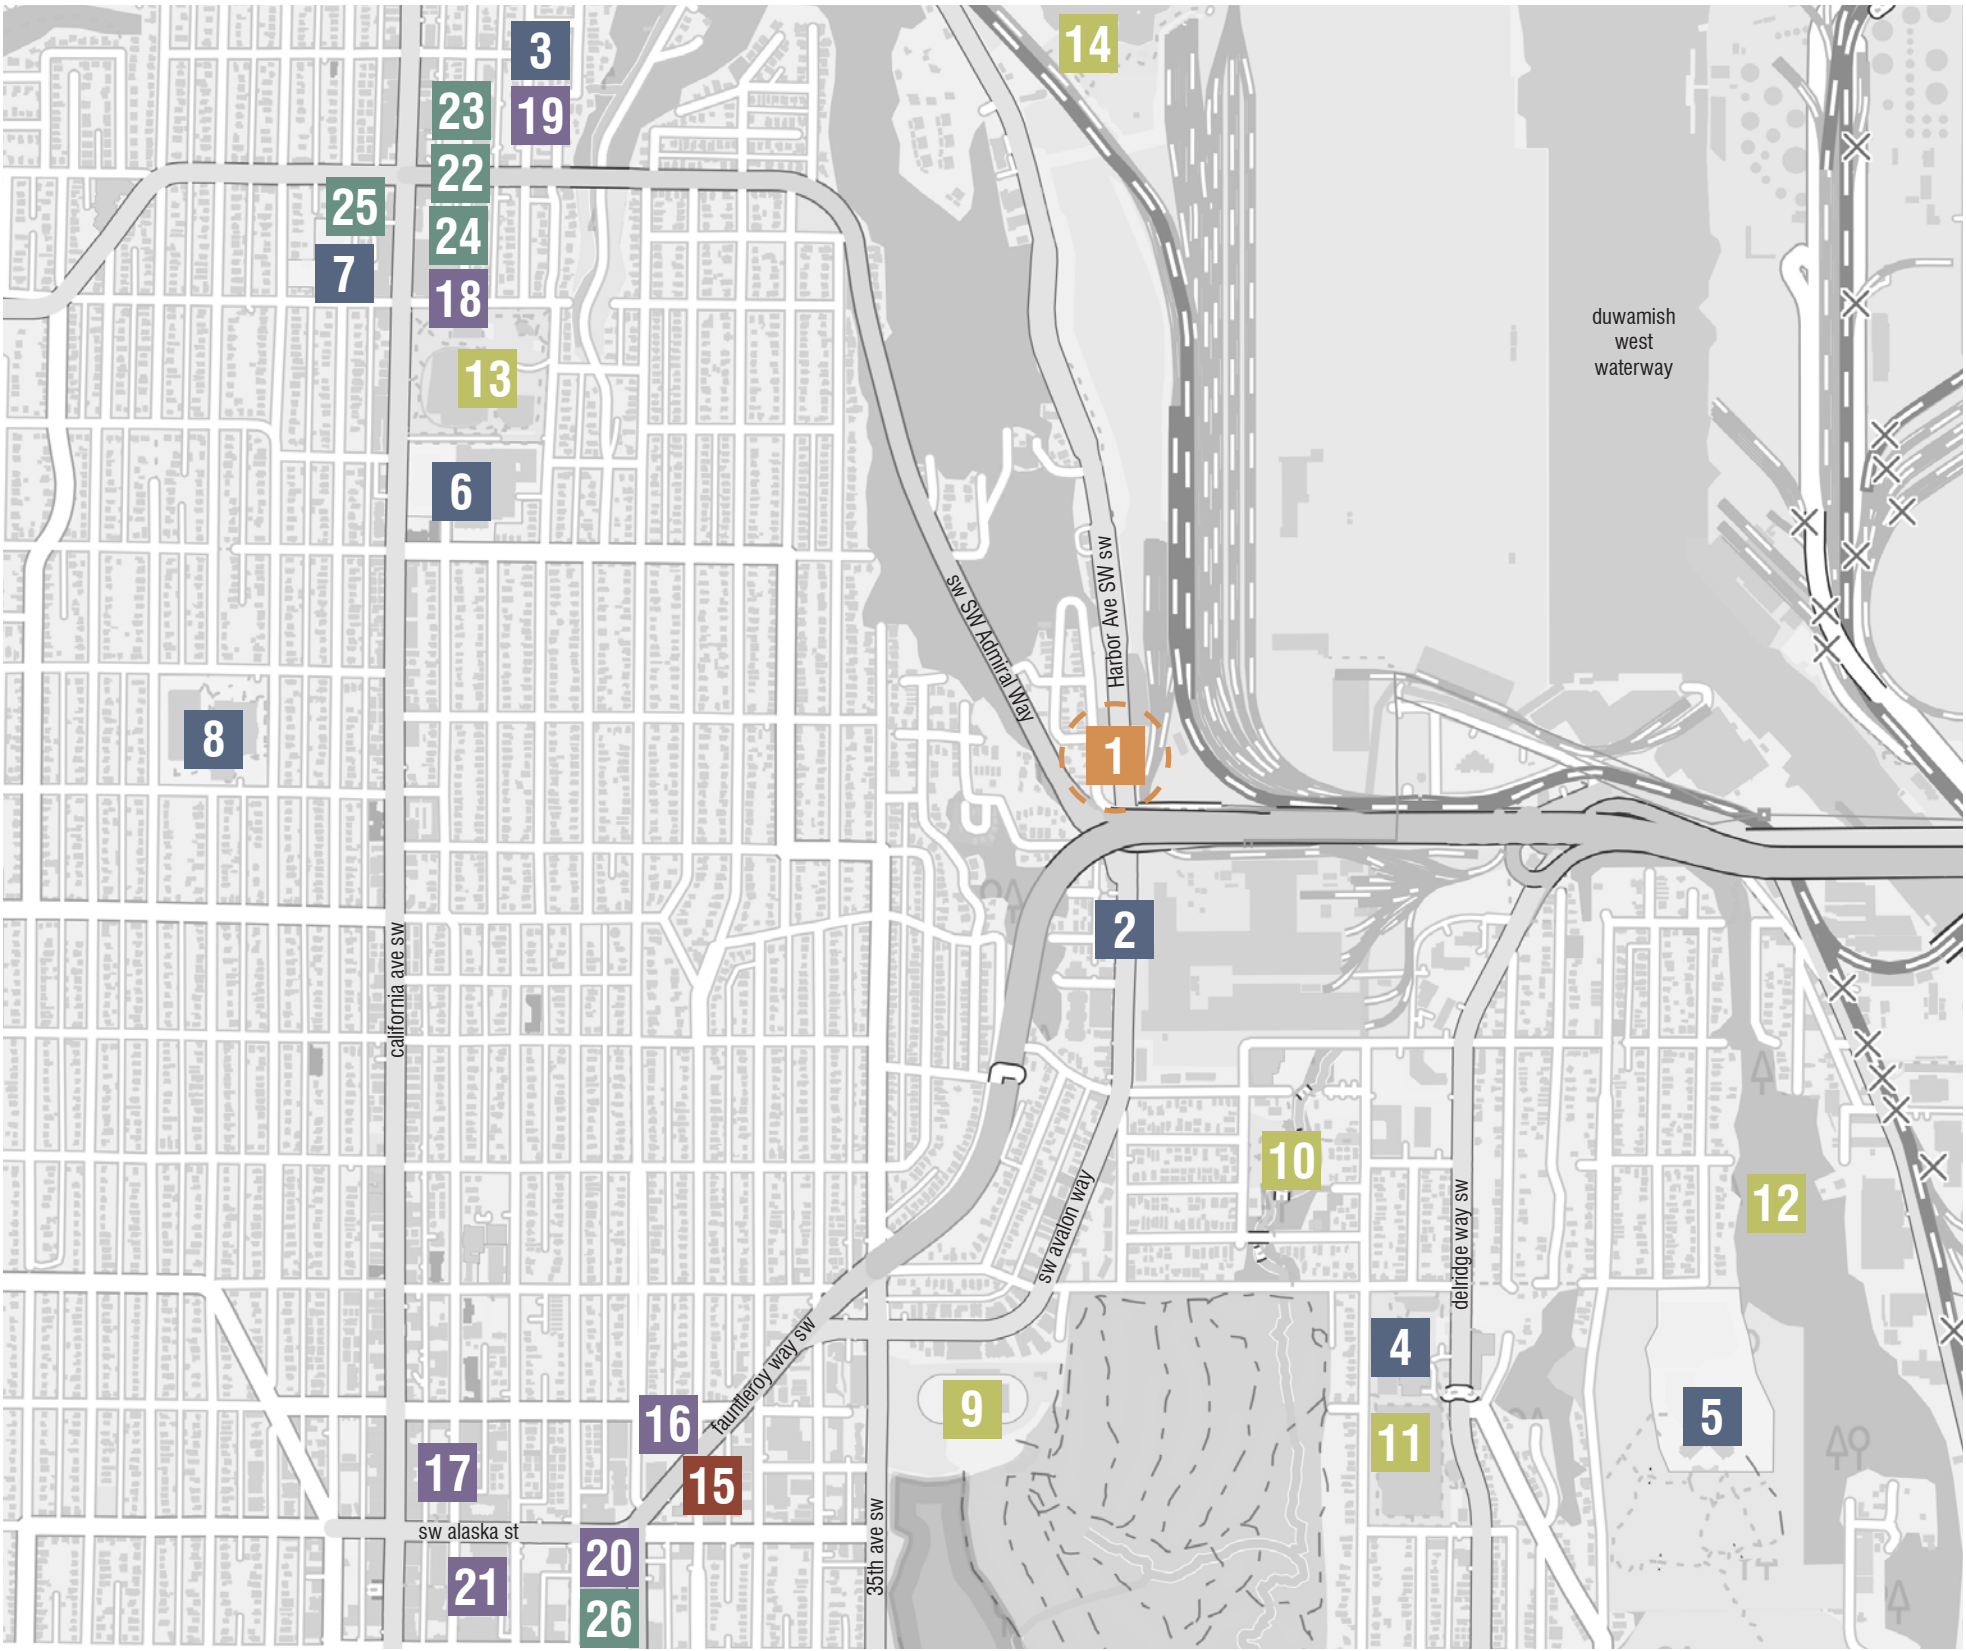 3
14
23
19
22
25
24
7
18
duwamish
west
waterway
13
6
sw SW Admiral Way
Harbor Ave SW sw
8
1
california ave sw
2
10
sw avalon way
delridge way sw
12
fauntleroy way sw
4
9
16
5
11
17
15
sw alaska st
35th ave sw
20
21
26